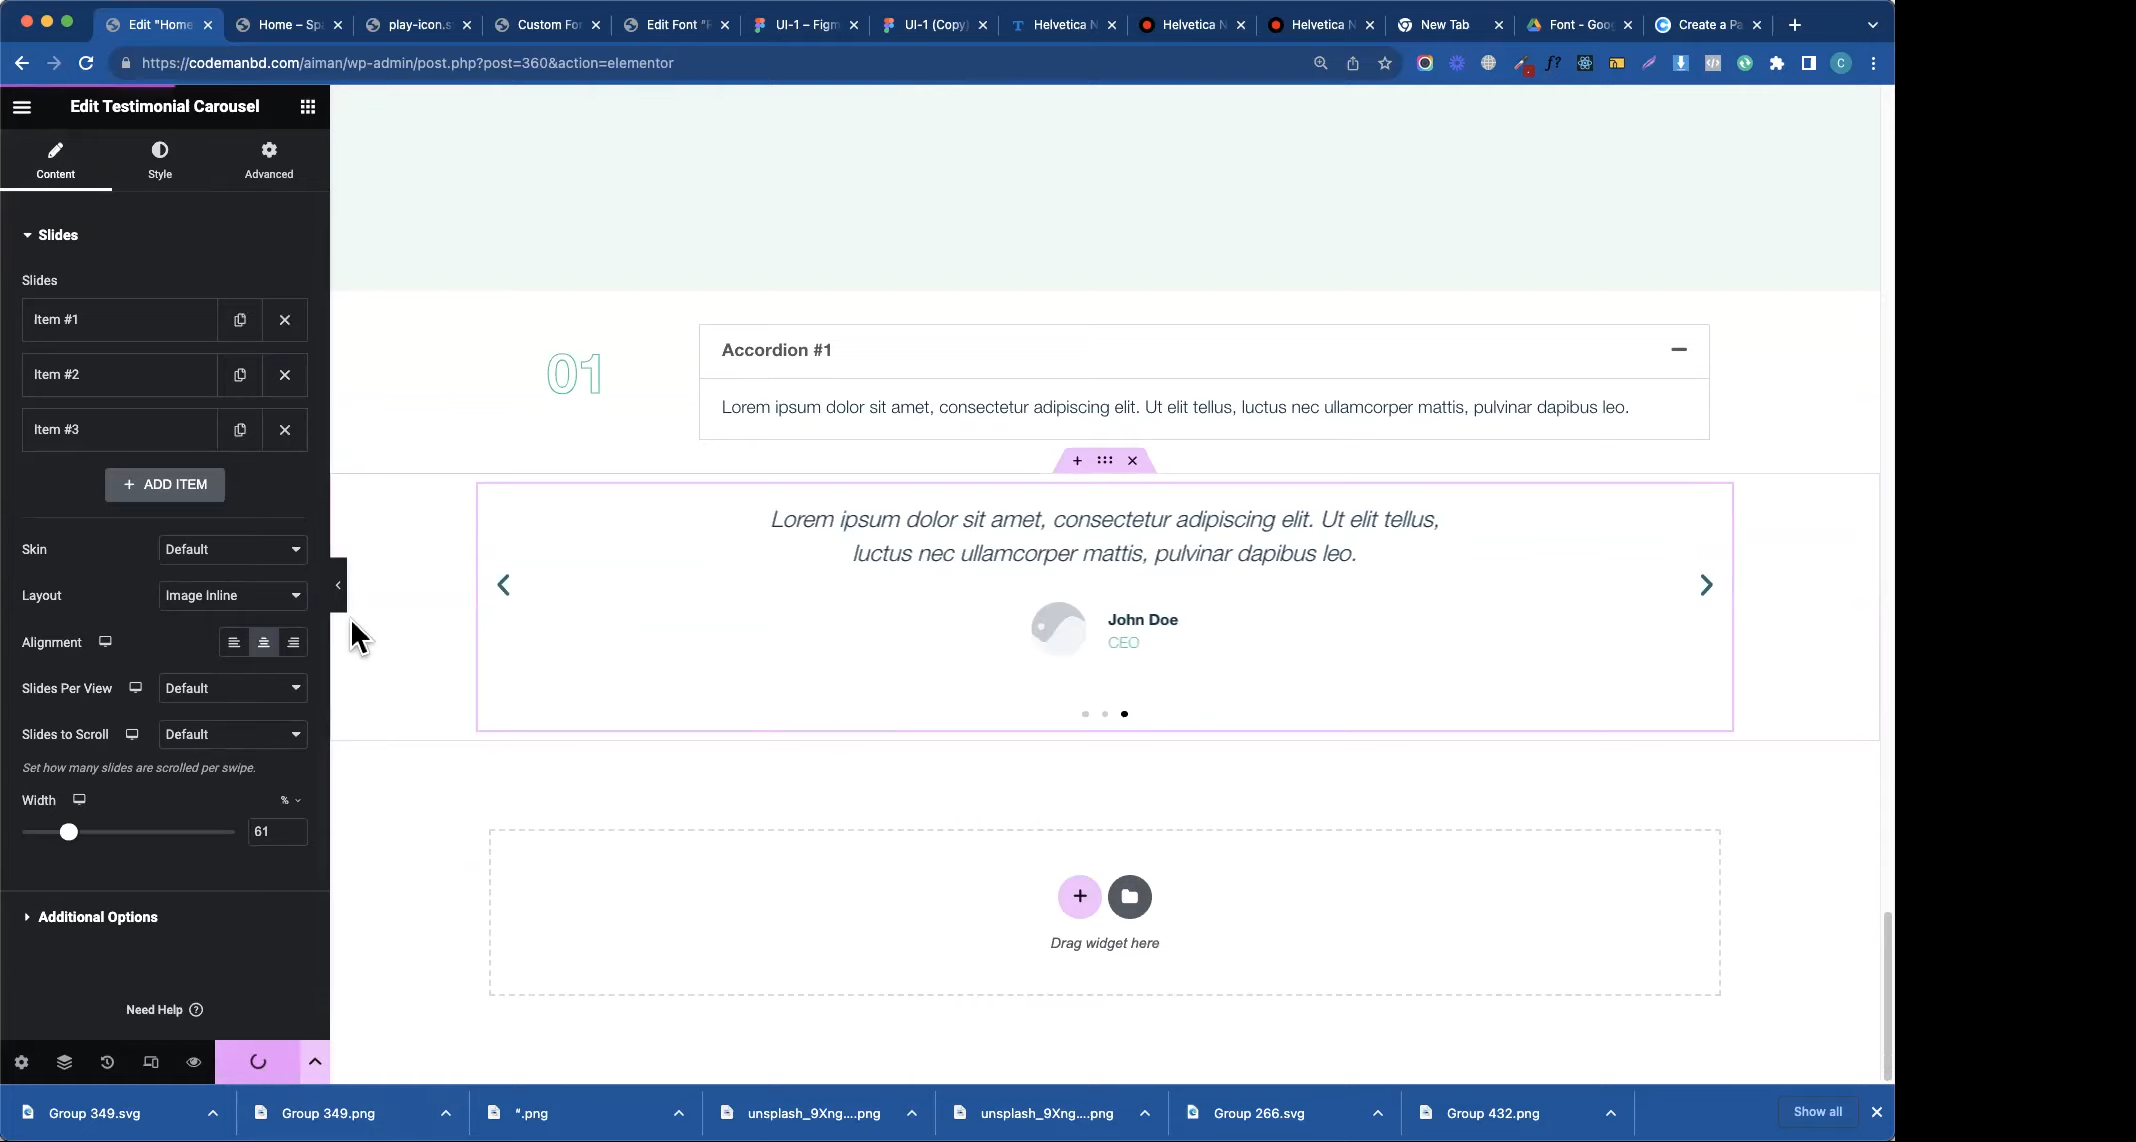 Edit "Home
Home – Sp
play-icon.s
Custom Fo
Edit Font "
UI-1 – Figm
UI-1 (Copy)
Helvetica N
Helvetica N
Helvetica N
New Tab
Font - Goo
Create a Pa
https://codemanbd.com/aiman/wp-admin/post.php?post=360&action=elementor
f?
C
Edit Testimonial Carousel
Content
Style
Advanced
Slides
Slides
Item #1
Item #2
Item #3
+ ADD ITEM
Skin
Default
Layout
Image Inline
Alignment
Slides Per View
Default
Slides to Scroll
Default
Set how many slides are scrolled per swipe.
Width
%
61
Additional Options
Need Help ?
01
Accordion #1
Lorem ipsum dolor sit amet, consectetur adipiscing elit. Ut elit tellus, luctus nec ullamcorper mattis, pulvinar dapibus leo.
Lorem ipsum dolor sit amet, consectetur adipiscing elit. Ut elit tellus,
luctus nec ullamcorper mattis, pulvinar dapibus leo.
John Doe
CEO
Drag widget here
Group 349.svg
Group 349.png
“.png
unsplash_9Xng....png
unsplash_9Xng....png
Group 266.svg
Group 432.png
Show all